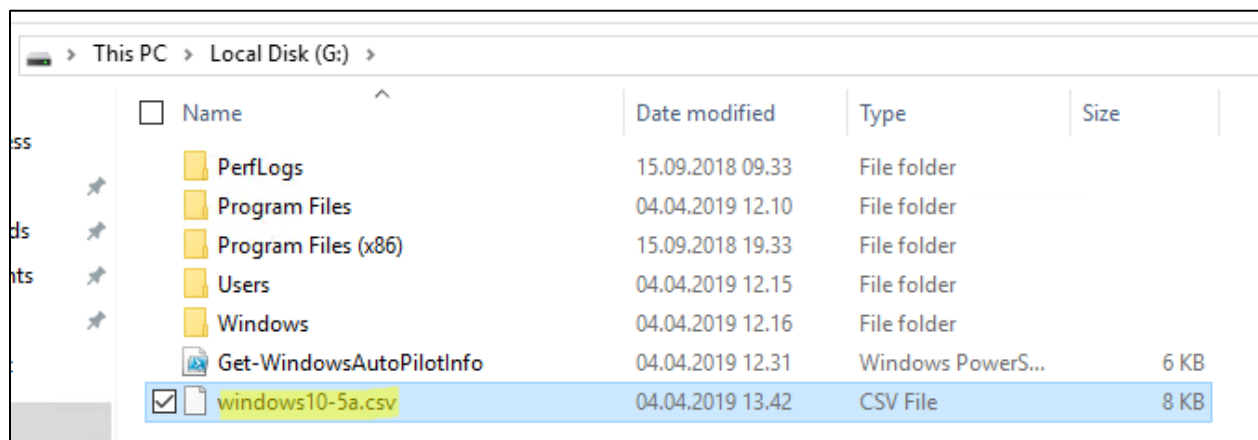 This PC > Local Disk (G:) >
Name Date modified Type Size
ess
PerfLogs 15.09.2018 09.33 File folder
Program Files 04.04.2019 12.10 File folder
ds
Program Files (x86) 15.09.2018 19.33 File folder
nts
Users 04.04.2019 12.15 File folder
Windows 04.04.2019 12.16 File folder
Get-WindowsAutoPilotInfo 04.04.2019 12.31 Windows PowerS... 6 KB
windows10-5a.csv 04.04.2019 13.42 CSV File 8 KB